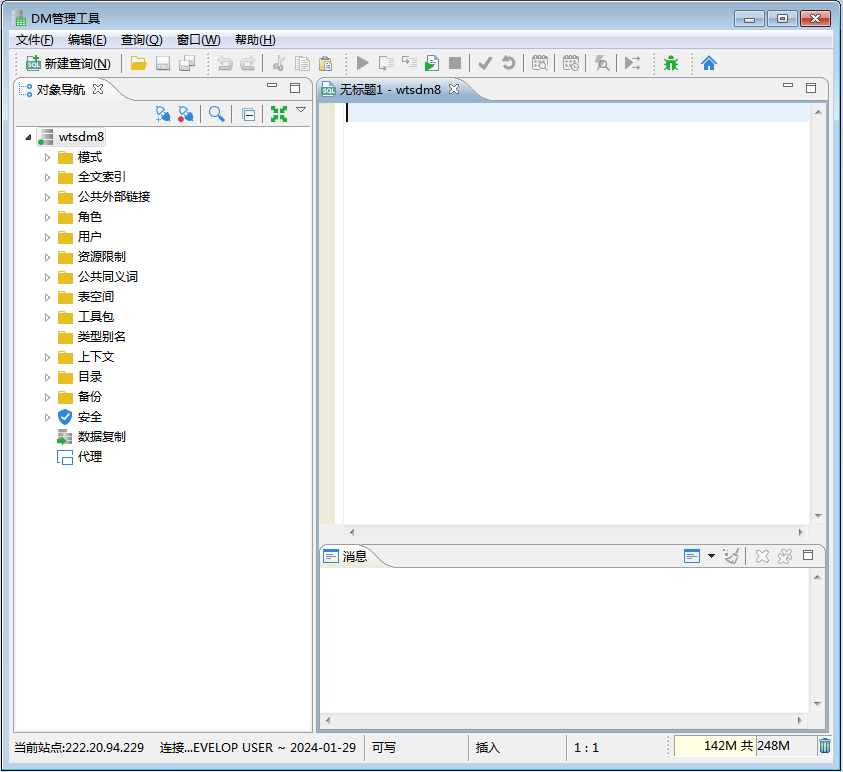 DM管理工具
文件(F) 编辑(E) 查询(Q) 窗口(W) 帮助(H)
新建查询(N)
对象导航
无标题1 - wtsdm8
wtsdm8
模式
全文索引
公共外部链接
角色
用户
资源限制
公共同义词
表空间
工具包
类型别名
上下文
目录
备份
安全
数据复制
代理
消息
当前站点:222.20.94.229 连接...EVELOP USER ~ 2024-01-29 可写 插入 1 : 1 142M 共 248M